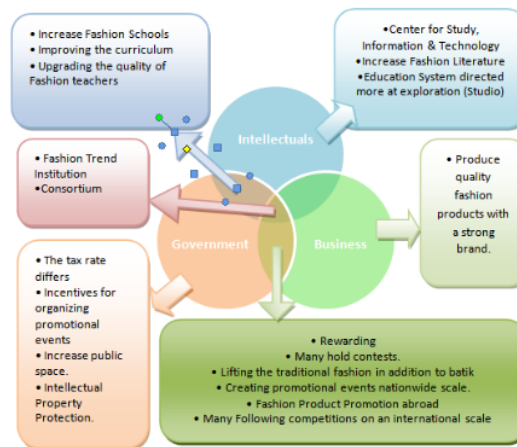 • Increase Fashion Schools
• Improving the curriculum
• Upgrading the quality of
Fashion teachers
•Center for Study,
Information & Technology
•Increase Fashion Literature
•Education System directed
more at exploration (Studio)
Intellectuals
• Fashion Trend
Institution
•Consortium
• Produce
quality
fashion
products with
a strong
brand.
Government
Business
• The tax rate
differs
• Incentives for
organizing
promotional
events
• Increase public
space.
• Intellectual
Property
Protection.
• Rewarding
• Many hold contests.
• Lifting the traditional fashion in addition to batik
• Creating promotional events nationwide scale.
• Fashion Product Promotion abroad
• Many Following competitions on an international scale